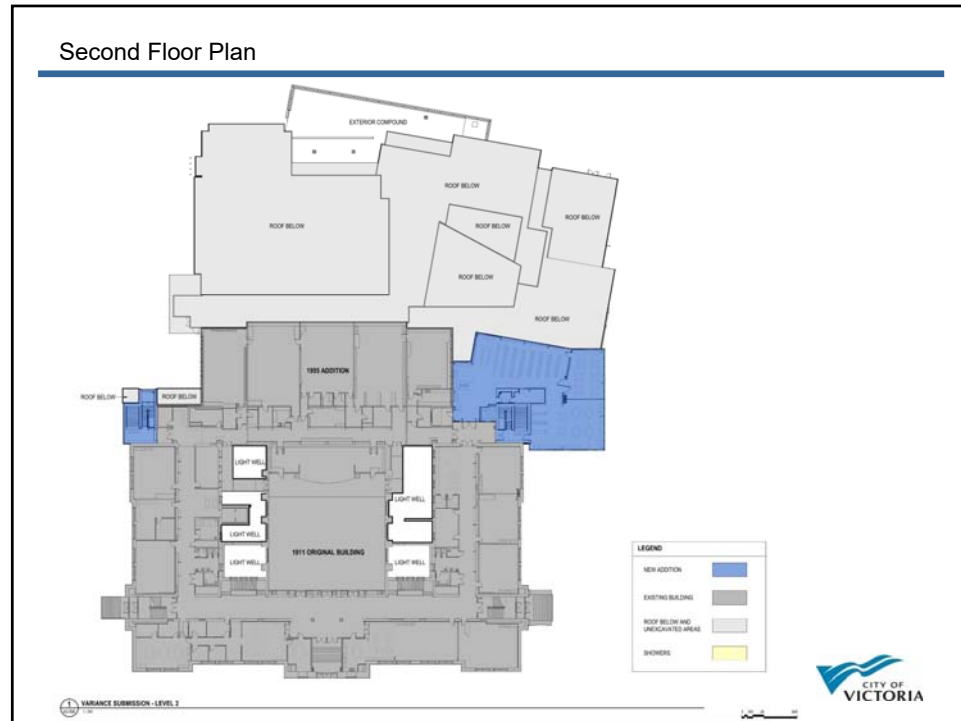 Second Floor Plan
EXTERIOR COMPOUND
ROOF BELOW
ROOF BELOW
ROOF BELOW
ROOF BELOW
ROOF BELOW
ROOF BELOW
1955 ADDITION
ROOF BELOW
ROOF BELOW
LIGHT WELL
LIGHT WELL
LIGHT WELL
1911 ORIGINAL BUILDING
LIGHT WELL
LIGHT WELL
LEGEND
NEW ADDITION
EXISTING BUILDING
ROOF BELOW AND
UNEXCAVATED AREAS
SHOWERS
1
VARIANCE SUBMISSION - LEVEL 2
CITY OF
VICTORIA